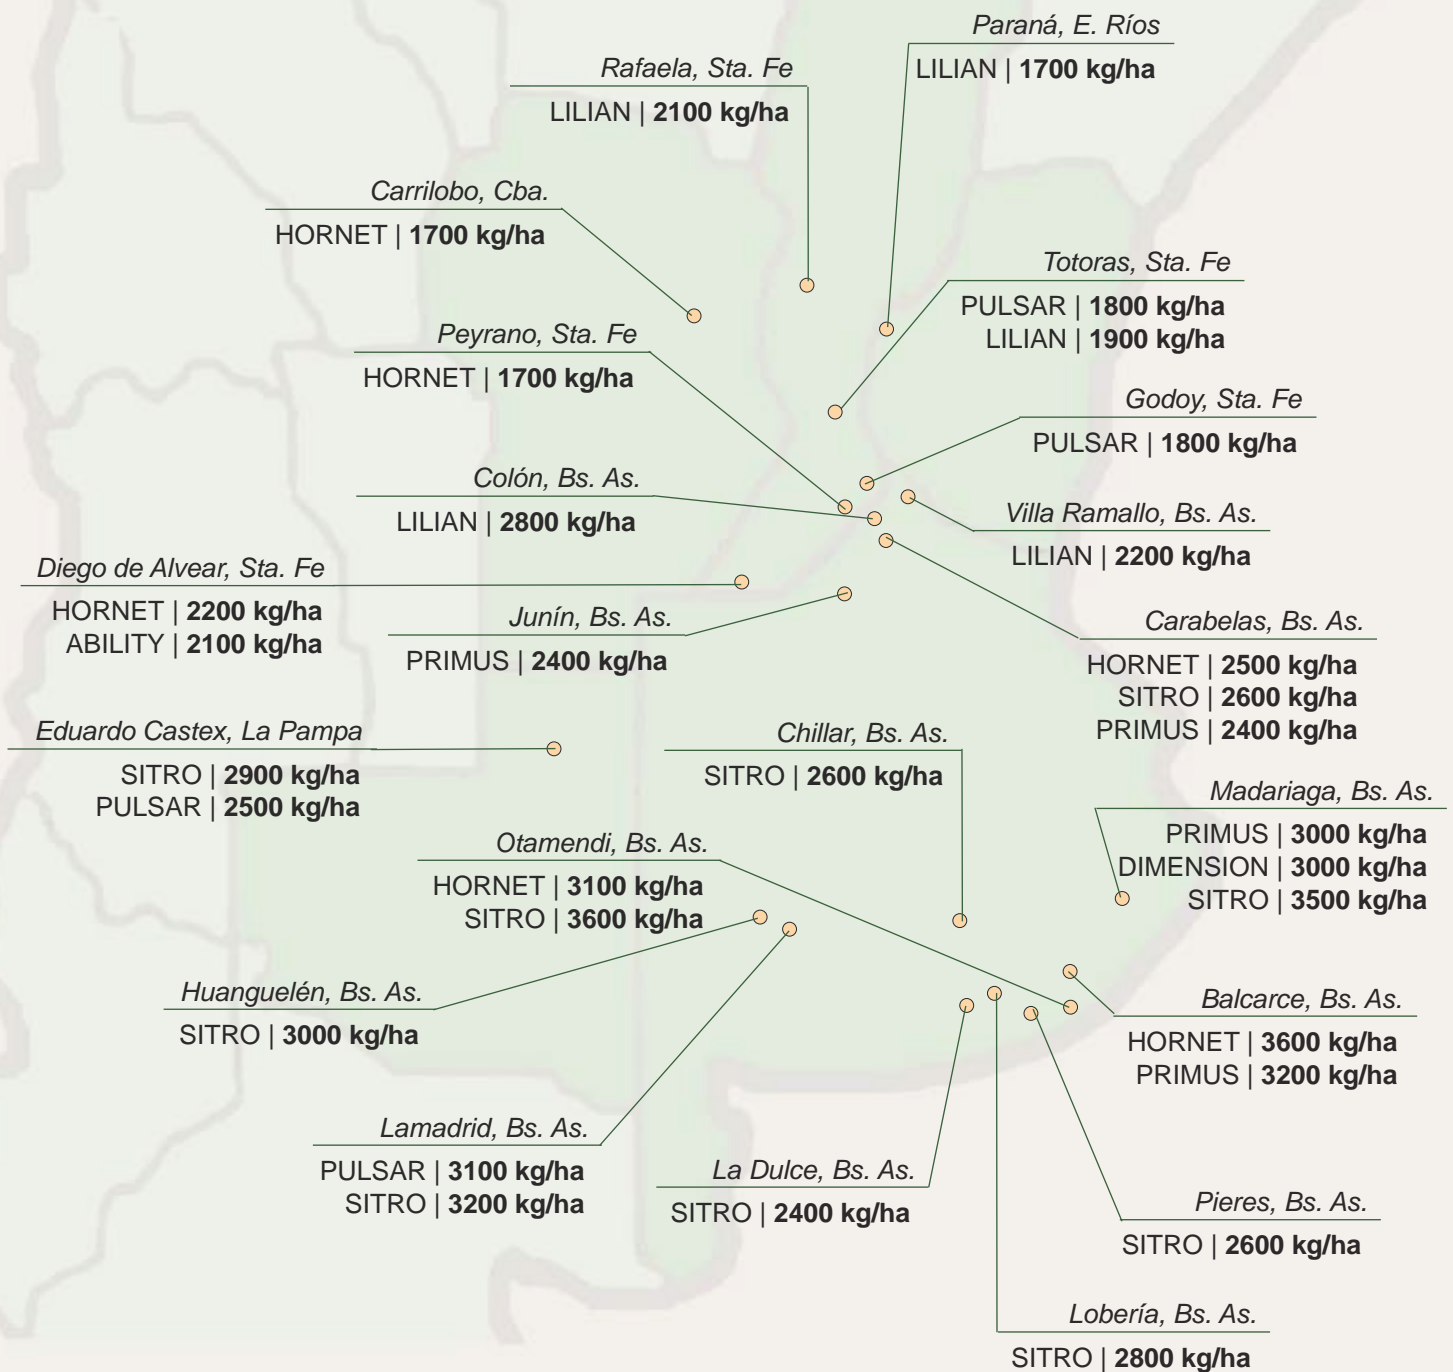 Paraná, E. Ríos
LILIAN | 1700 kg/ha
Rafaela, Sta. Fe
LILIAN | 2100 kg/ha
Carrilobo, Cba.
HORNET | 1700 kg/ha
Totoras, Sta. Fe
PULSAR | 1800 kg/ha
LILIAN | 1900 kg/ha
Peyrano, Sta. Fe
HORNET | 1700 kg/ha
Godoy, Sta. Fe
PULSAR | 1800 kg/ha
Colón, Bs. As.
LILIAN | 2800 kg/ha
Villa Ramallo, Bs. As.
LILIAN | 2200 kg/ha
Diego de Alvear, Sta. Fe
HORNET | 2200 kg/ha
ABILITY | 2100 kg/ha
Junín, Bs. As.
PRIMUS | 2400 kg/ha
Carabelas, Bs. As.
HORNET | 2500 kg/ha
SITRO | 2600 kg/ha
PRIMUS | 2400 kg/ha
Eduardo Castex, La Pampa
SITRO | 2900 kg/ha
PULSAR | 2500 kg/ha
Chillar, Bs. As.
SITRO | 2600 kg/ha
Madariaga, Bs. As.
PRIMUS | 3000 kg/ha
DIMENSION | 3000 kg/ha
SITRO | 3500 kg/ha
Otamendi, Bs. As.
HORNET | 3100 kg/ha
SITRO | 3600 kg/ha
Huanguelén, Bs. As.
SITRO | 3000 kg/ha
Balcarce, Bs. As.
HORNET | 3600 kg/ha
PRIMUS | 3200 kg/ha
Lamadrid, Bs. As.
PULSAR | 3100 kg/ha
SITRO | 3200 kg/ha
La Dulce, Bs. As.
SITRO | 2400 kg/ha
Pieres, Bs. As.
SITRO | 2600 kg/ha
Lobería, Bs. As.
SITRO | 2800 kg/ha